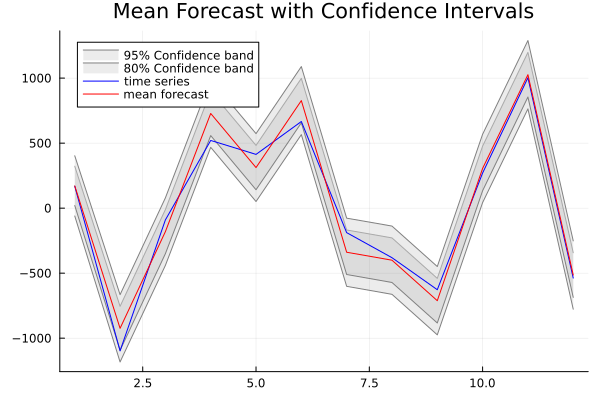 Mean Forecast with Confidence Intervals
95% Confidence band
80% Confidence band
time series
mean forecast
1000
500
0
−500
−1000
2.5 5.0 7.5 10.0